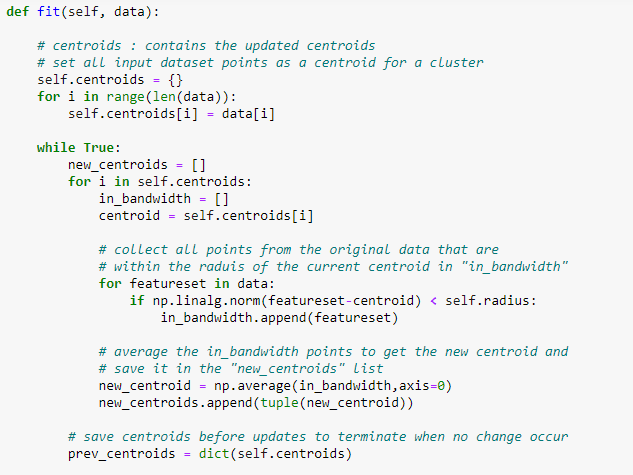 def fit(self, data):
# centroids : contains the updated centroids
# set all input dataset points as a centroid for a cluster
self.centroids = {}
for i in range(len(data)):
self.centroids[i] = data[i]
while True:
new_centroids = []
for i in self.centroids:
in_bandwidth = []
centroid = self.centroids[i]
# collect all points from the original data that are
# within the raduis of the current centroid in "in_bandwidth"
for featureset in data:
if np.linalg.norm(featureset-centroid) < self.radius:
in_bandwidth.append(featureset)
# average the in_bandwidth points to get the new centroid and
# save it in the "new_centroids" list
new_centroid = np.average(in_bandwidth,axis=0)
new_centroids.append(tuple(new_centroid))
# save centroids before updates to terminate when no change occur
prev_centroids = dict(self.centroids)